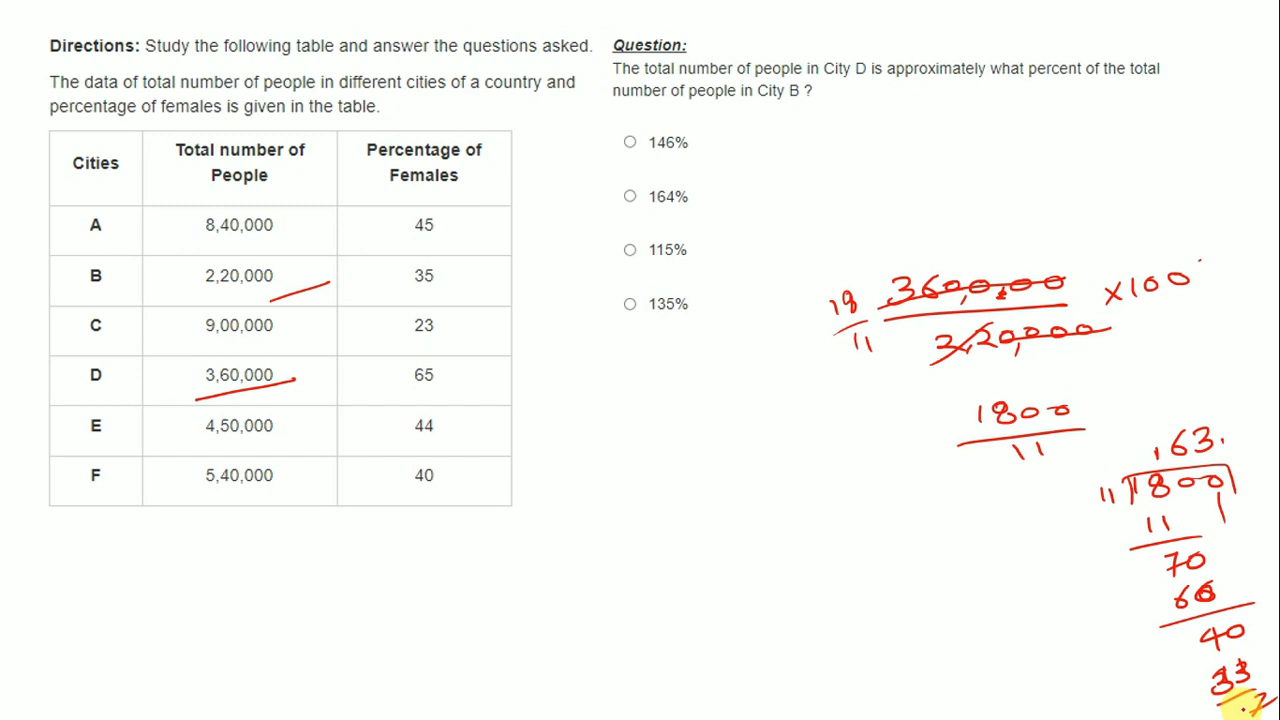 Directions: Study the following table and answer the questions asked.
The data of total number of people in different cities of a country and
percentage of females is given in the table.
Cities Total number of People Percentage of Females
A 8,40,000 45
B 2,20,000 35
C 9,00,000 23
D 3,60,000 65
E 4,50,000 44
F 5,40,000 40
Question:
The total number of people in City D is approximately what percent of the total
number of people in City B ?
146%
164%
115%
135%
18
11
3600,00 ×100
2,20,000
1800
11
163.
11 1800
11
70
66
40
33
7